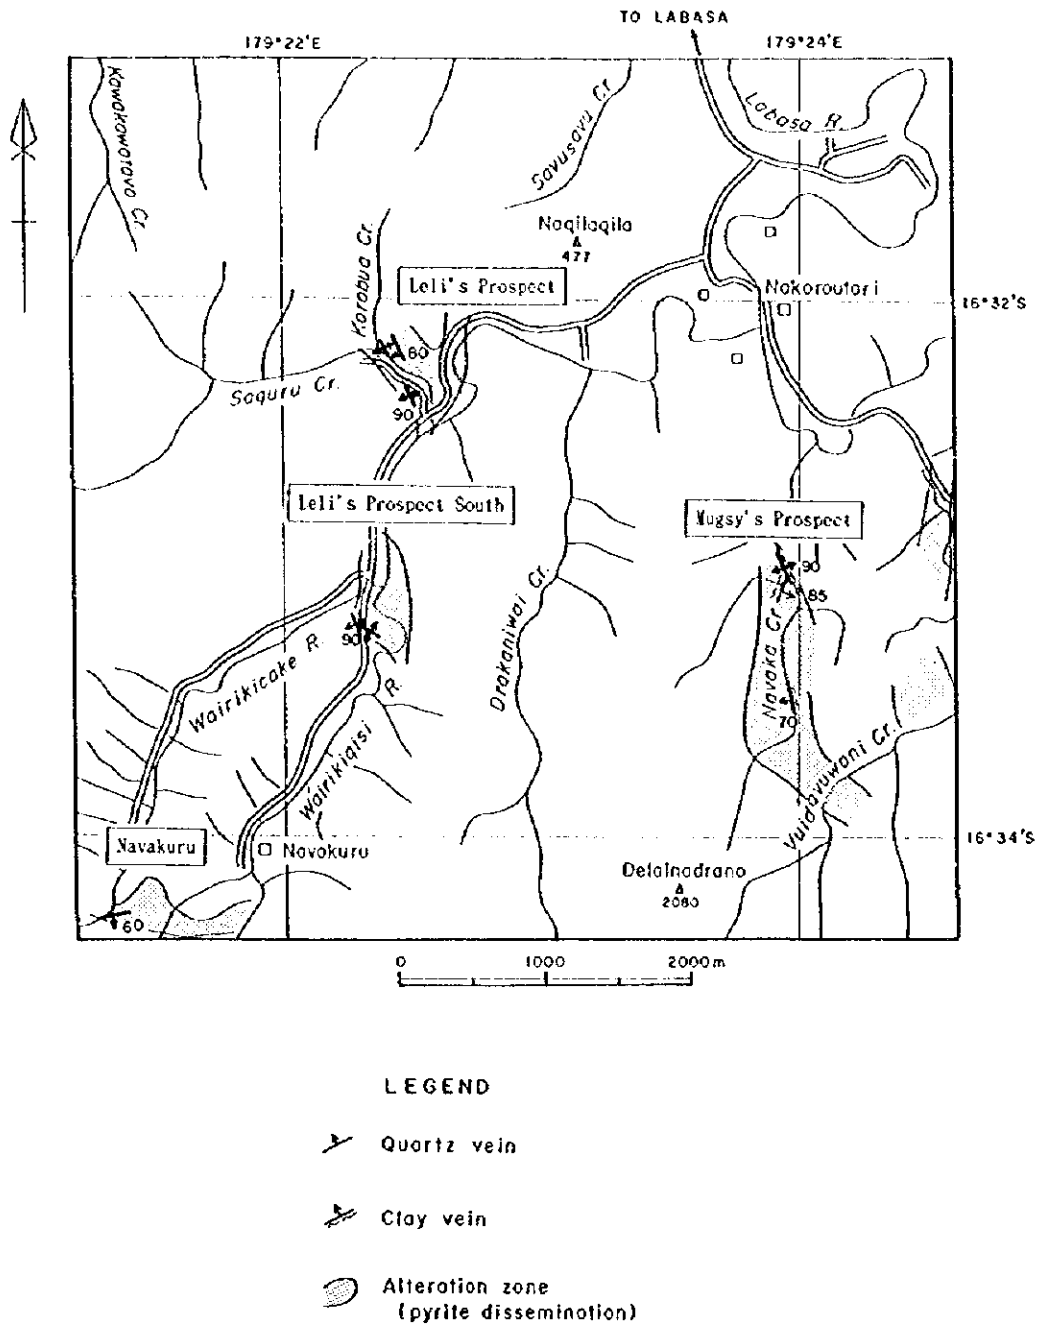 TO LABASA
179°22'E
179°24'E
Kawakawarava Cr.
Savusavu Cr
Labasa R.
Korobua Cr.
Naqilaqila
477
Leli's Prospect
Nakoroutari
16°32'S
80
Saquru Cr.
90
Leli's Prospect South
Mugsy's Prospect
90
85
Drakaniwai Cr.
90
Wairikicake R.
Navaka Cr
R.
70
Wairikiqisi
Vuidavuwani Cr.
Navakuru
Navakuru
16°34'S
Delainadrano
2080
60
0 1000 2000m
LEGEND
Quartz vein
Clay vein
Alteration zone
(pyrite dissemination)